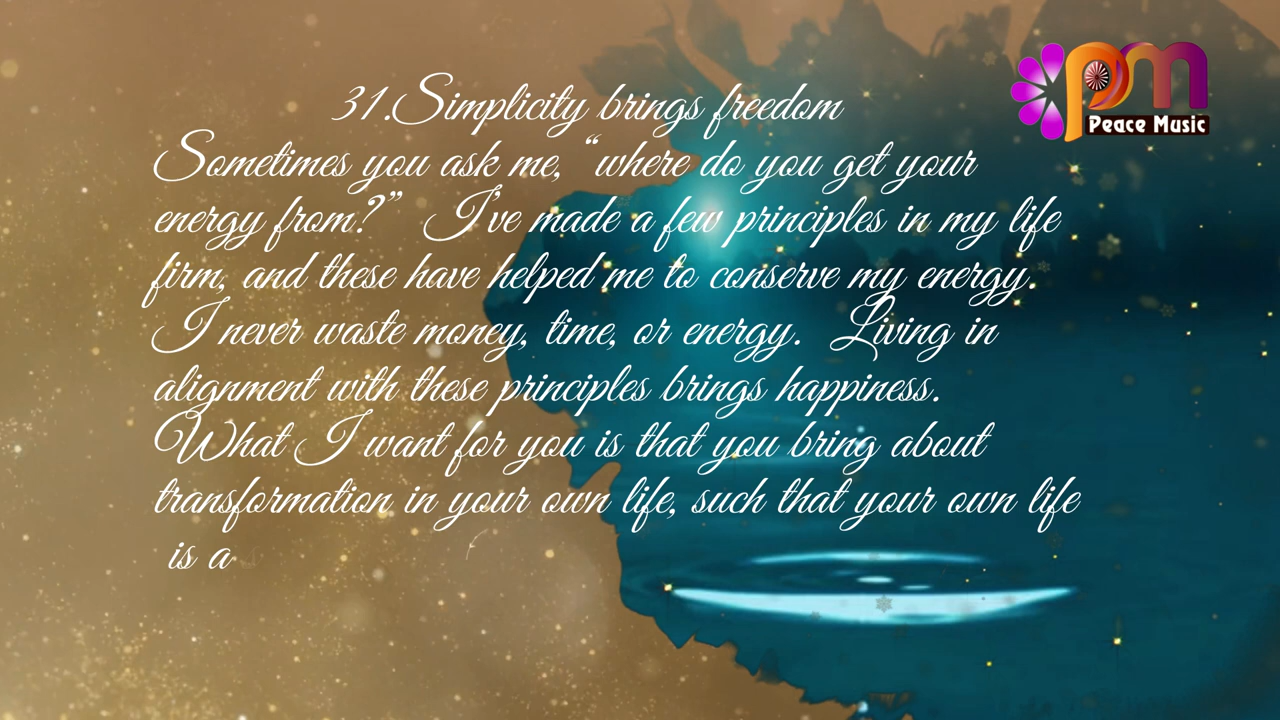 31.Simplicity brings freedom
Sometimes you ask me, “where do you get your
energy from?” I've made a few principles in my life
firm, and these have helped me to conserve my energy.
I never waste money, time, or energy. Living in
alignment with these principles brings happiness.
What I want for you is that you bring about
transformation in your own life, such that your own life
is a
pm
Peace Music